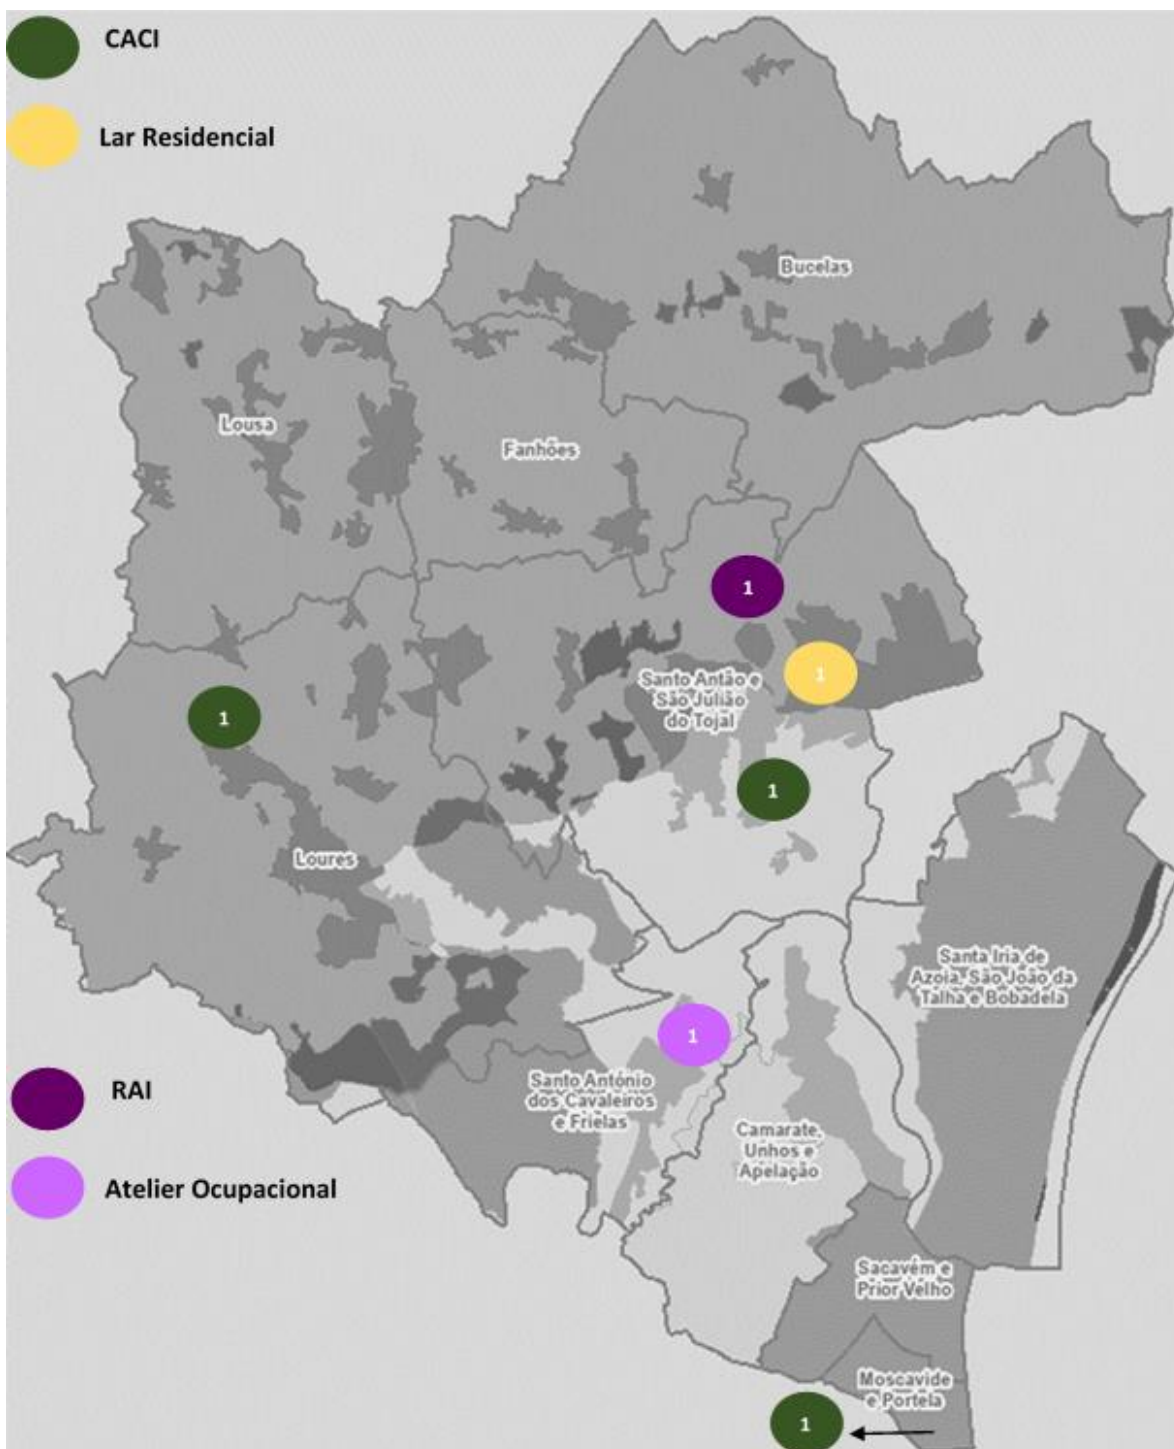 CACI
Lar Residencial
Bucelas
Lousa
Fanhões
1
1
Santo Antão e
São Julião
do Tojal
1
1
Loures
Santa Iria de
Azoia, São João da
Talha e Bobadela
1
RAI
Santo António
dos Cavaleiros
e Frielas
Camarate,
Unhos e
Apelação
Atelier Ocupacional
Sacavém e
Prior Velho
Moscavide
e Portela
1